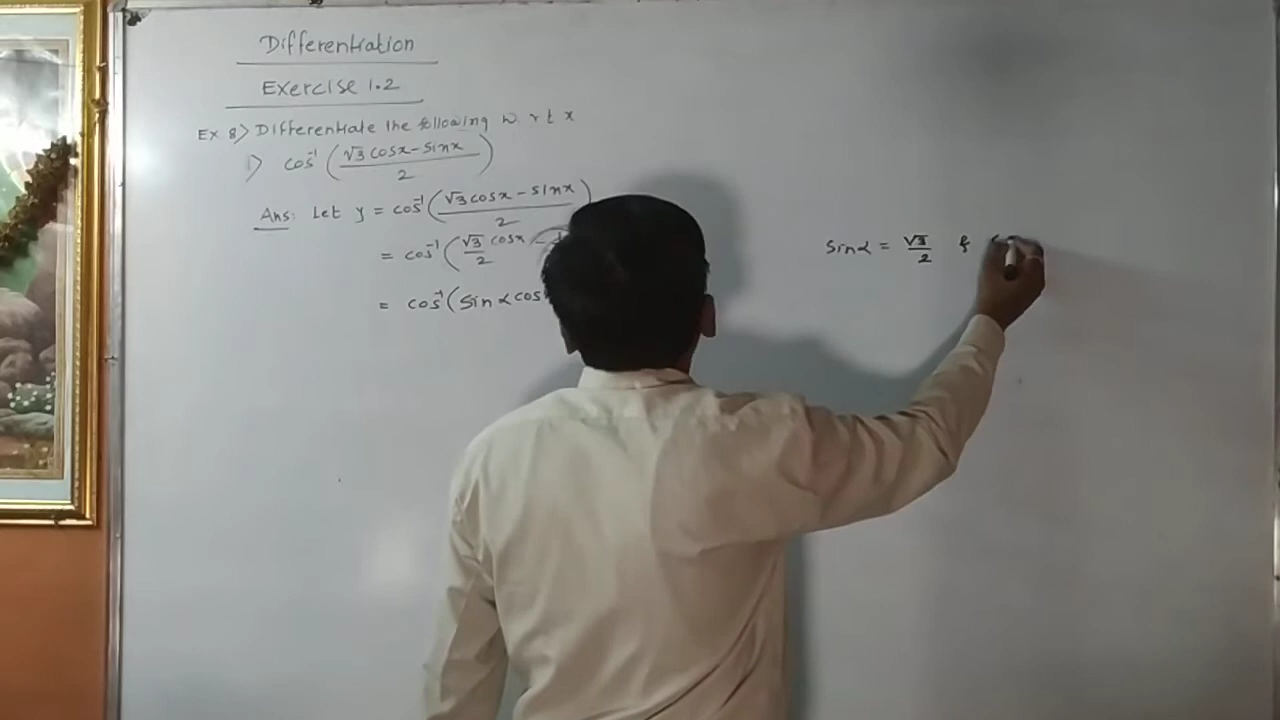 Differentiation
Exercise 1.2
Ex 8) Differentiate the following w.r.t x
1) cos⁻¹ ( (√3 cosx - sinx) / 2 )
Ans: Let y = cos⁻¹ ( (√3 cosx - sinx) / 2 )
= cos⁻¹ ( √3/2 cosx -
= cos⁻¹ ( Sin α cos
Sin α = √3/2 &